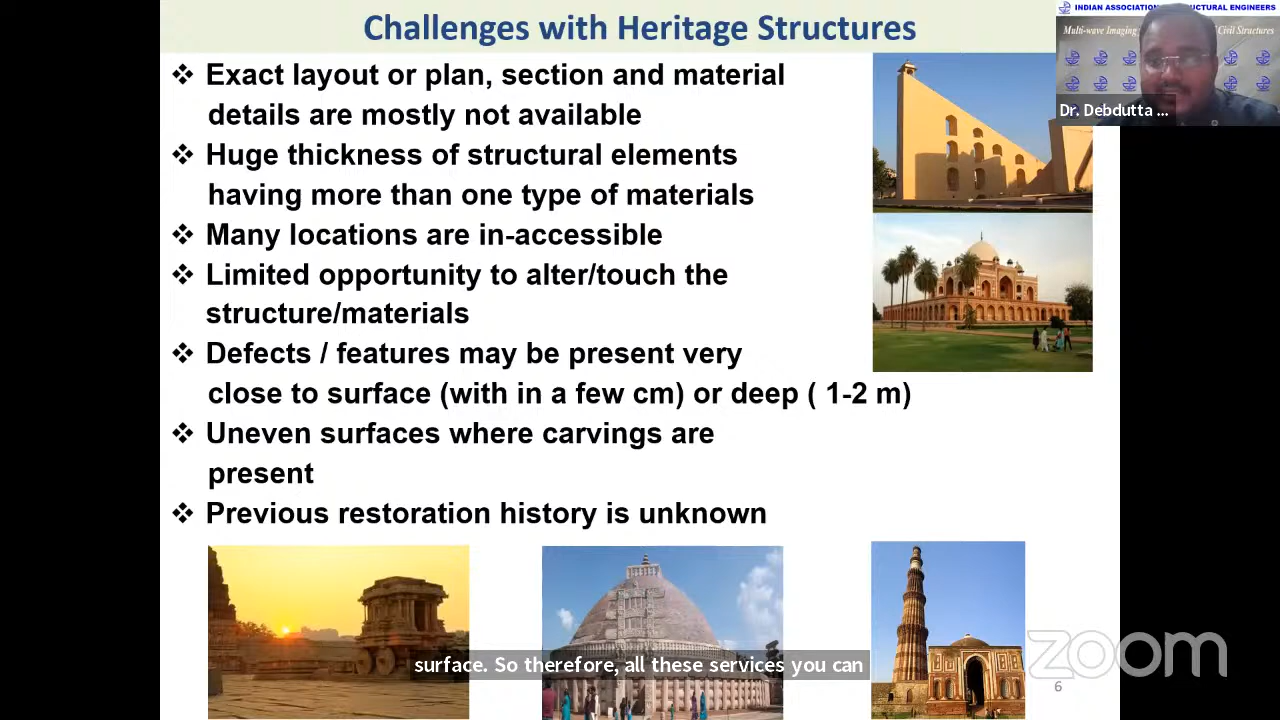 Challenges with Heritage Structures
INDIAN ASSOCIATION STRUCTURAL ENGINEERS
Multi-wave Imaging Civil Structures
Dr. Debdutta ...
❖ Exact layout or plan, section and material
details are mostly not available
❖ Huge thickness of structural elements
having more than one type of materials
❖ Many locations are in-accessible
❖ Limited opportunity to alter/touch the
structure/materials
❖ Defects / features may be present very
close to surface (with in a few cm) or deep ( 1-2 m)
❖ Uneven surfaces where carvings are
present
❖ Previous restoration history is unknown
surface. So therefore, all these services you can
zoom
6